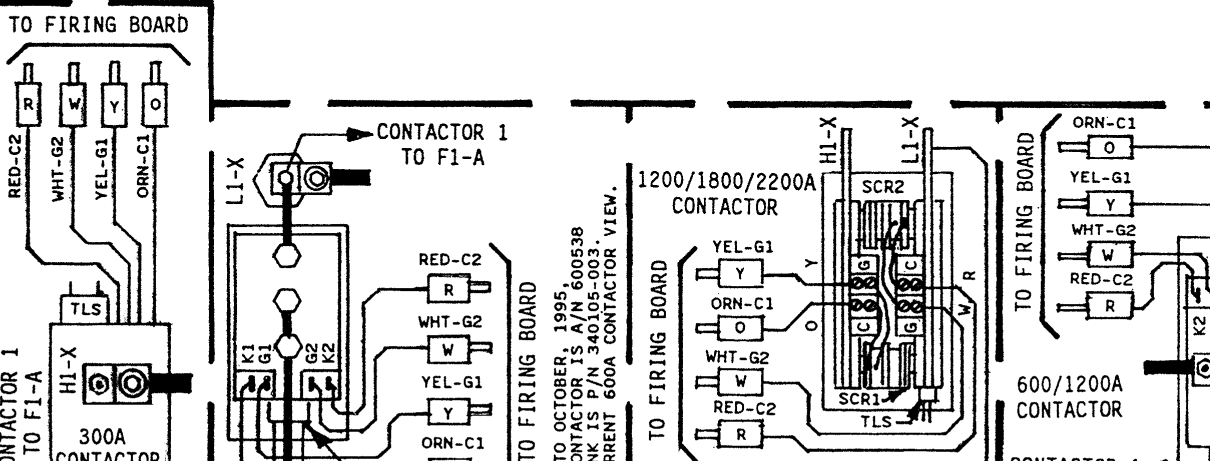 TO FIRING BOARD
R
W
Y
O
RED-C2
WHT-G2
YEL-G1
ORN-C1
TLS
H1-X
CONTACTOR 1
TO F1-A
300A
CONTACTOR
CONTACTOR 1
TO F1-A
L1-X
K1
G1
G2
K2
RED-C2
R
WHT-G2
W
YEL-G1
Y
ORN-C1
TO FIRING BOARD
TO OCTOBER, 1995,
CONTACTOR IS A/N 600538
NK IS P/N 340105-003.
RRENT 600A CONTACTOR VIEW.
1200/1800/2200A
CONTACTOR
H1-X
L1-X
SCR2
YEL-G1
Y
ORN-C1
O
WHT-G2
W
RED-C2
R
TO FIRING BOARD
Y
O
G
C
C
G
R
W
SCR1
TLS
TO FIRING BOARD
ORN-C1
O
YEL-G1
Y
WHT-G2
W
RED-C2
R
K2
600/1200A
CONTACTOR